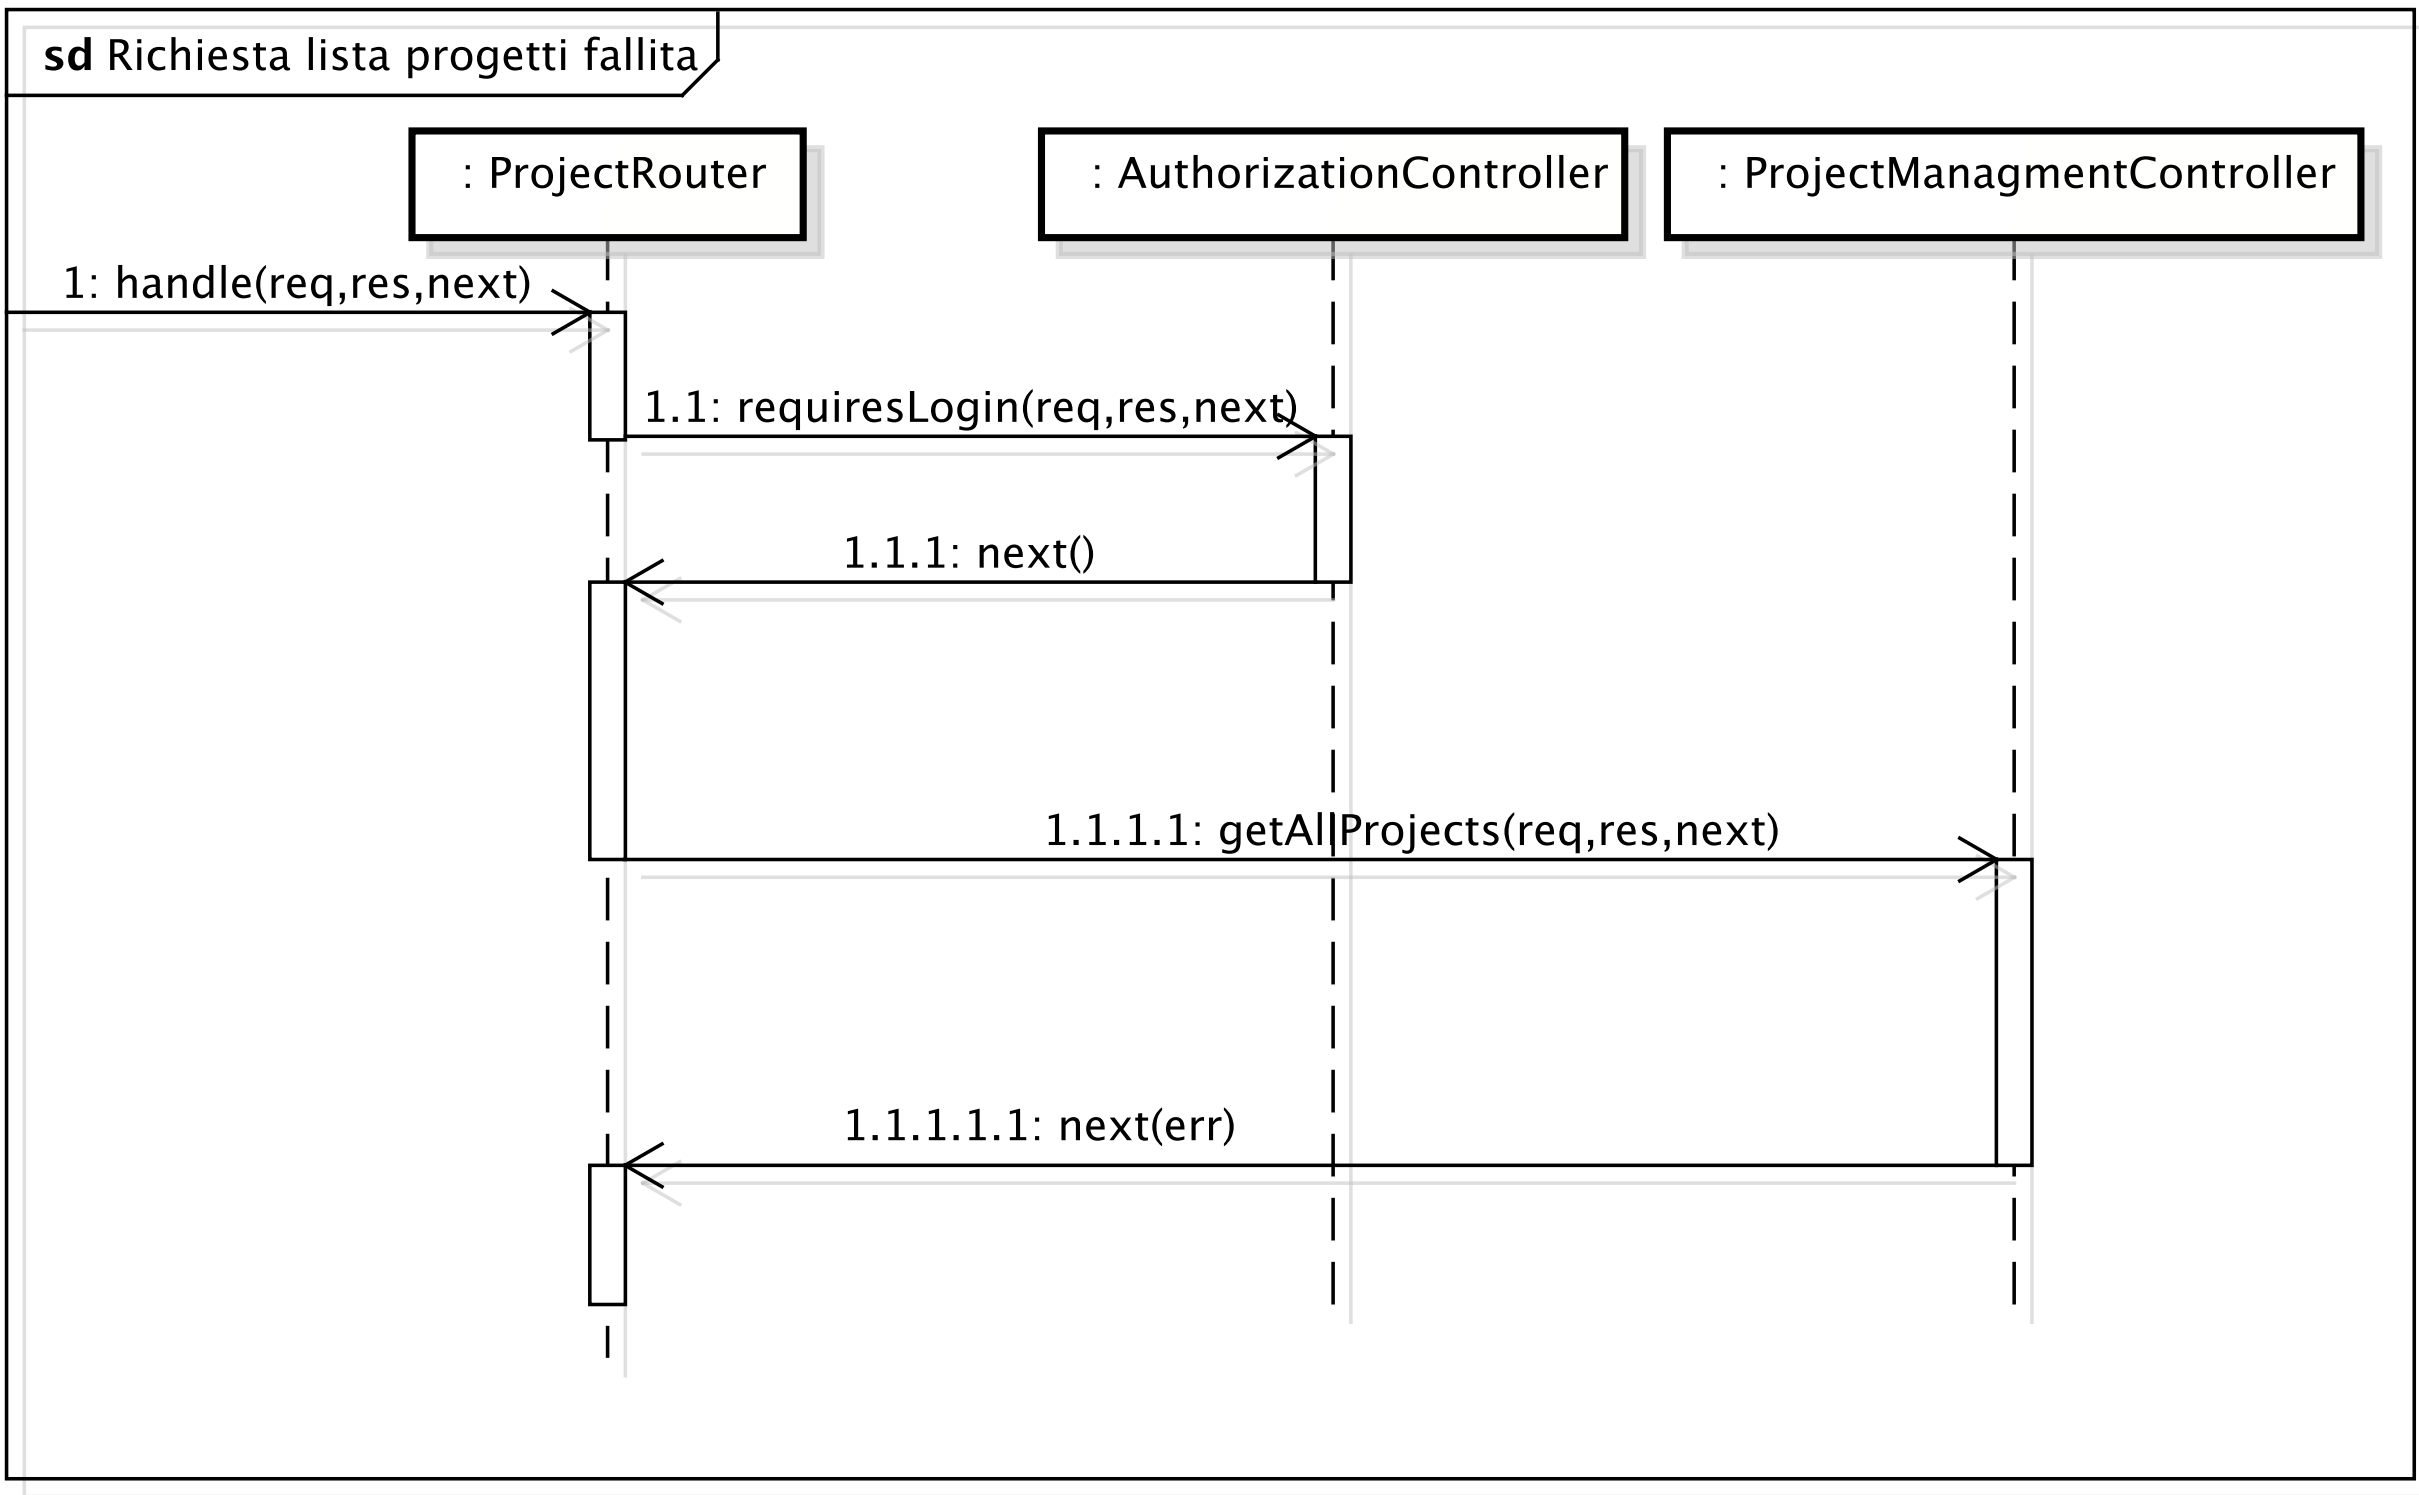 sd Richiesta lista progetti fallita
: ProjectRouter
: AuthorizationController
: ProjectManagmentController
1: handle(req,res,next)
1.1: requiresLogin(req,res,next)
1.1.1: next()
1.1.1.1: getAllProjects(req,res,next)
1.1.1.1.1: next(err)